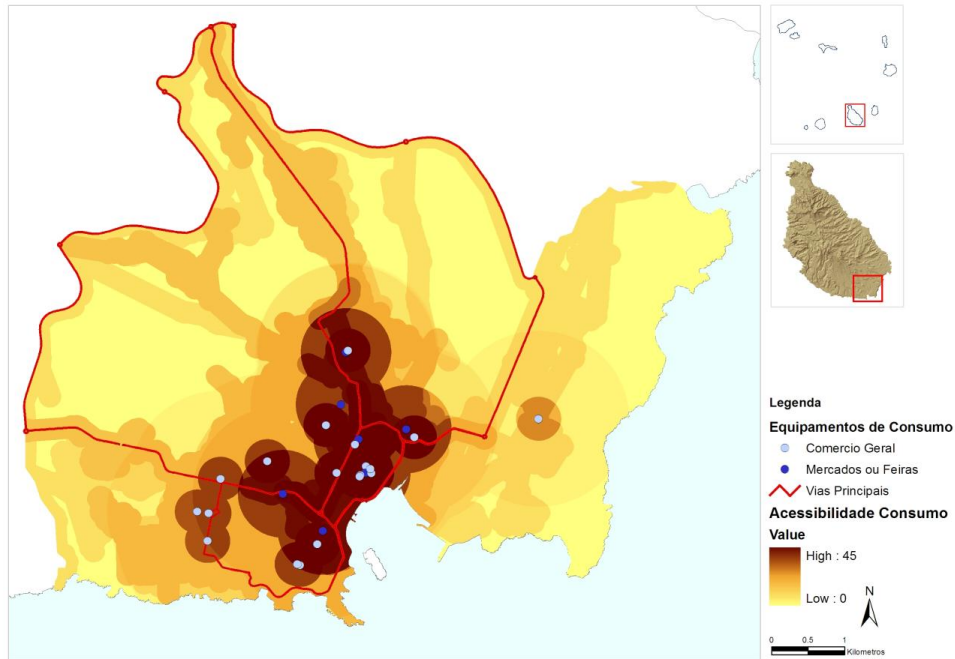 Legenda
Equipamentos de Consumo
Comercio Geral
Mercados ou Feiras
Vias Principais
Acessibilidade Consumo
Value
High : 45
Low : 0
N
0 0.5 1
Kilometros